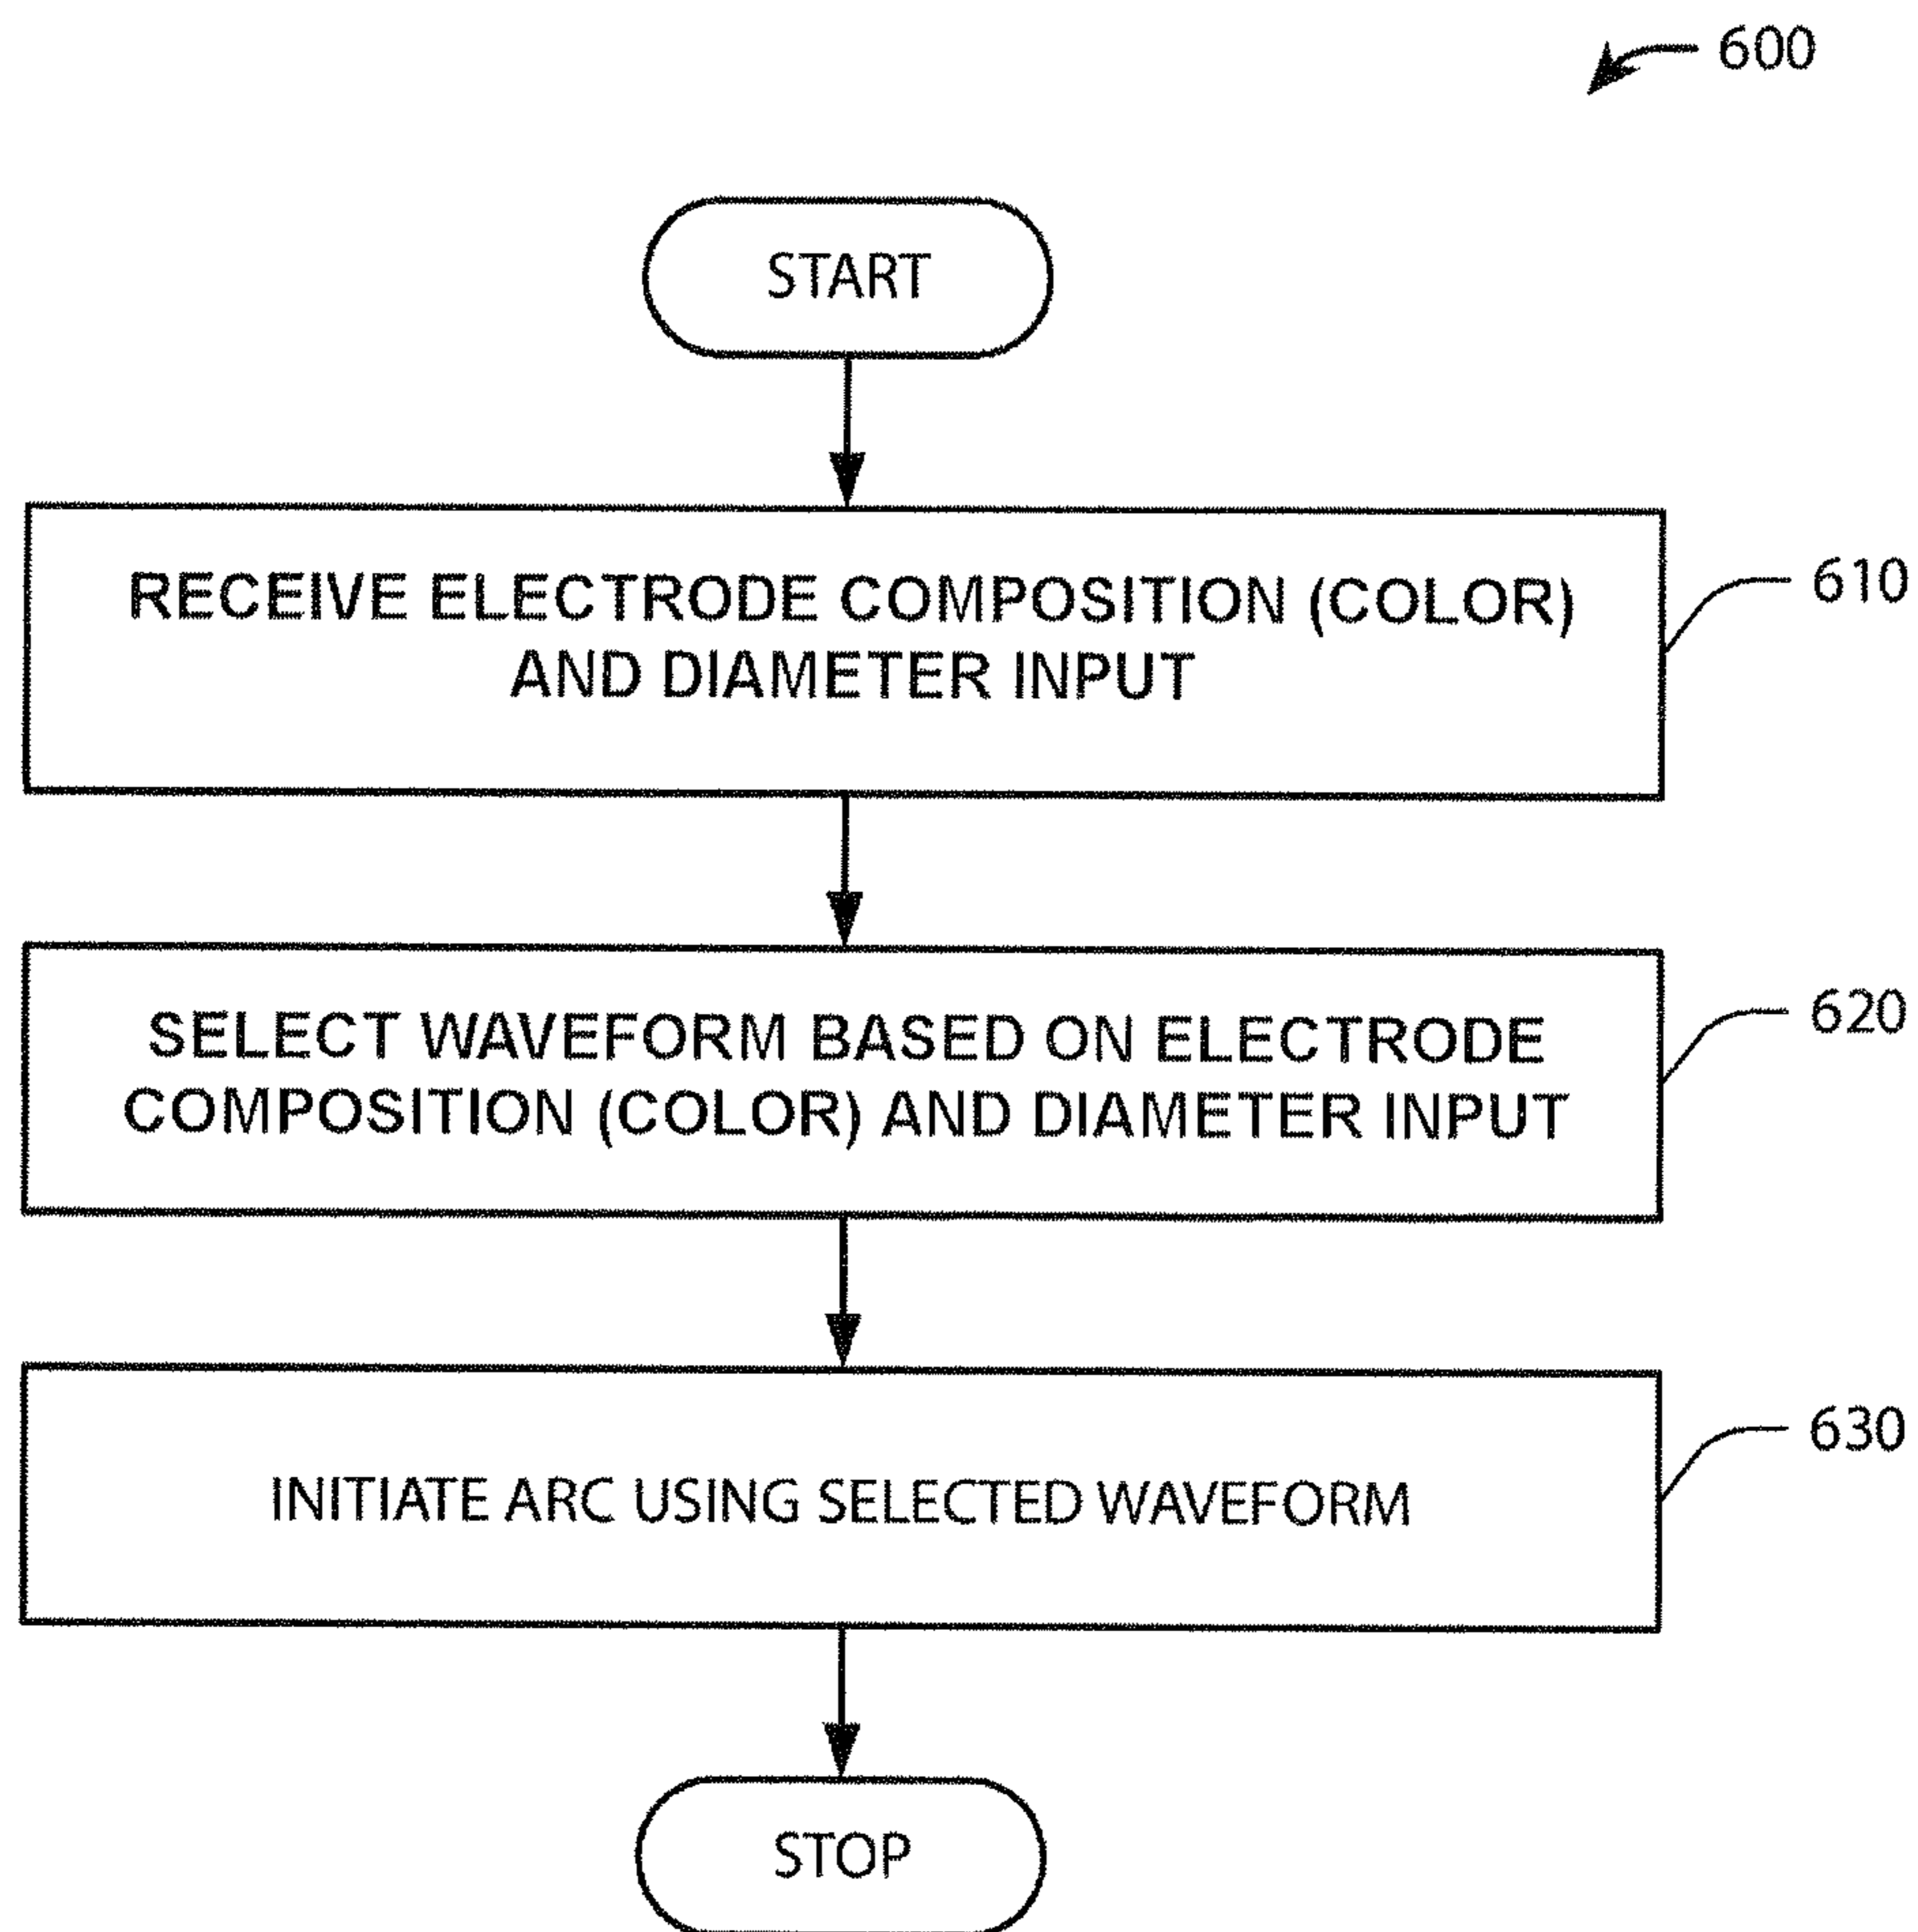 600
START
RECEIVE ELECTRODE COMPOSITION (COLOR)
AND DIAMETER INPUT
610
SELECT WAVEFORM BASED ON ELECTRODE
COMPOSITION (COLOR) AND DIAMETER INPUT
620
INITIATE ARC USING SELECTED WAVEFORM
630
STOP